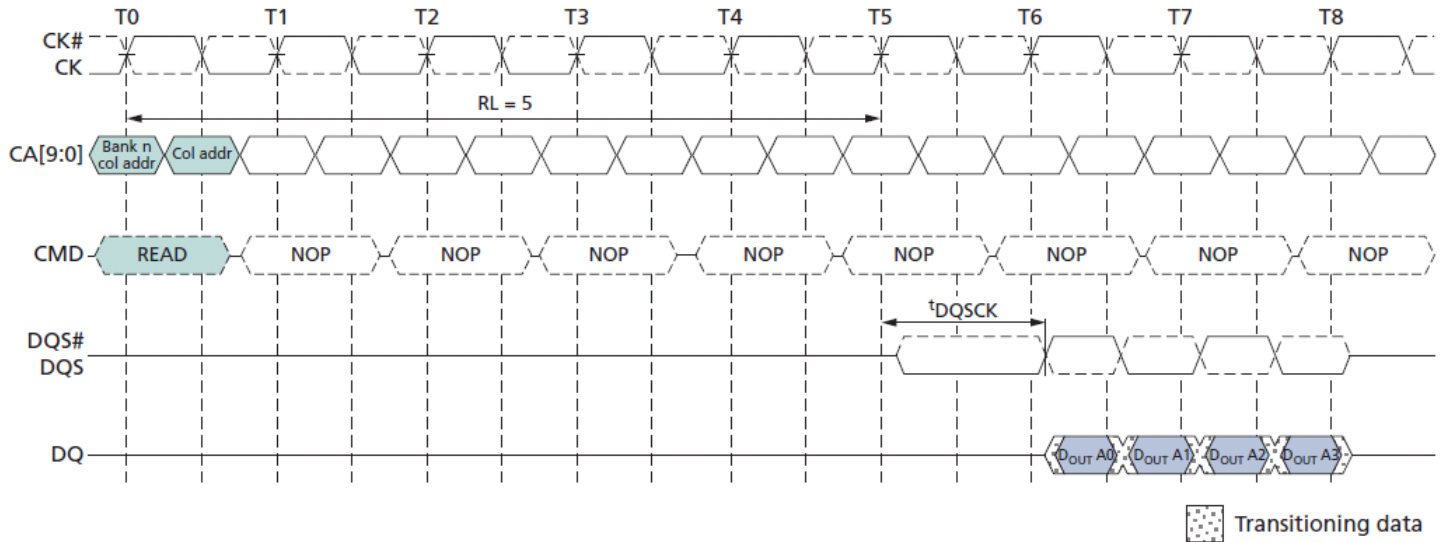 T0 T1 T2 T3 T4 T5 T6 T7 T8
CK#
CK
RL = 5
CA[9:0] Bank n col addr Col addr
CMD READ NOP NOP NOP NOP NOP NOP NOP NOP
tDQSCK
DQS#
DQS
DQ DOUT A0 DOUT A1 DOUT A2 DOUT A3
Transitioning data